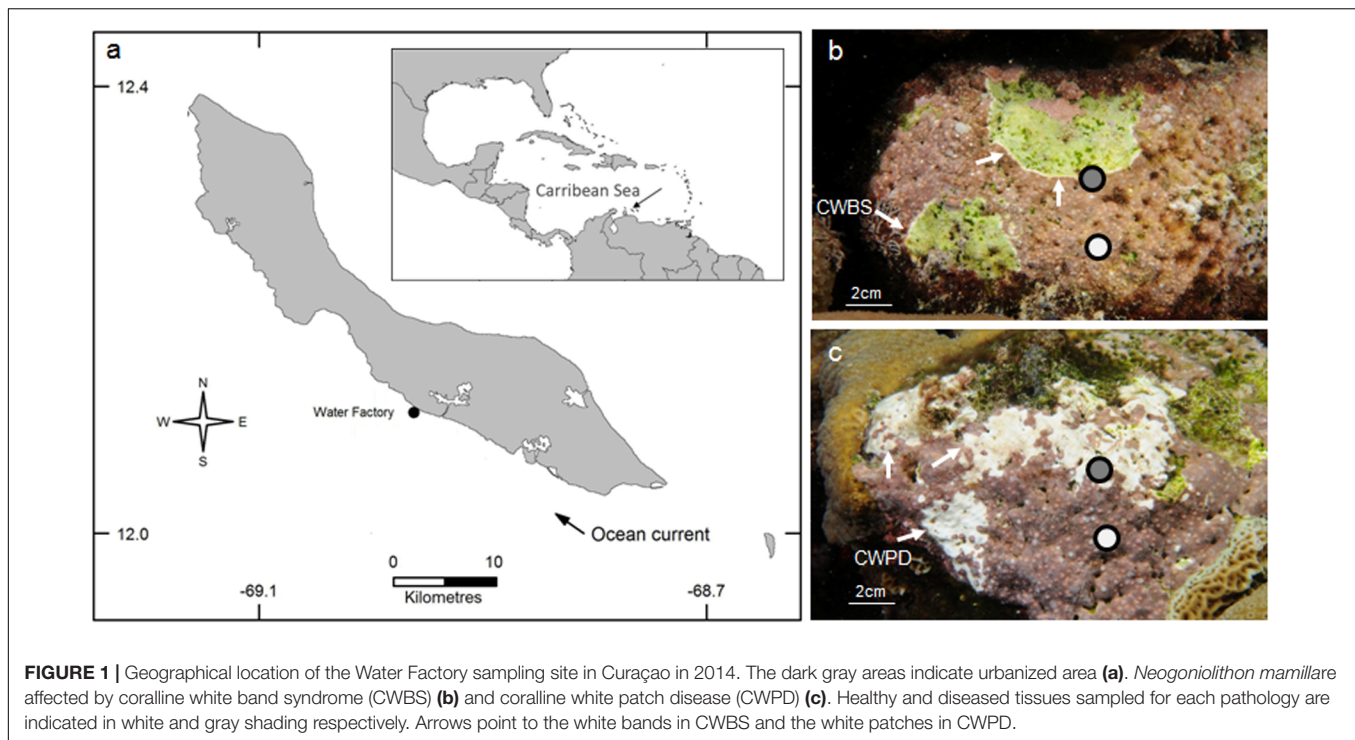 a
12.4
Carribean Sea
Water Factory
N
W E
S
12.0
Ocean current
0 10
Kilometres
-69.1 -68.7
b
CWBS
2cm
c
CWPD
2cm
FIGURE 1 | Geographical location of the Water Factory sampling site in Curaçao in 2014. The dark gray areas indicate urbanized area (a). Neogoniolithon mamillare
affected by coralline white band syndrome (CWBS) (b) and coralline white patch disease (CWPD) (c). Healthy and diseased tissues sampled for each pathology are
indicated in white and gray shading respectively. Arrows point to the white bands in CWBS and the white patches in CWPD.